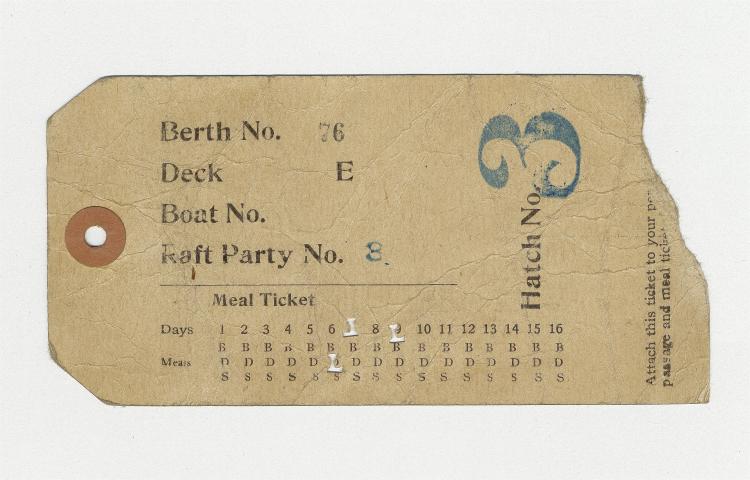 Berth No. 76
Deck E
Boat No.
Raft Party No. 8.
Hatch No. 3
Meal Ticket
Days 1 2 3 4 5 6 8 9 10 11 12 13 14 15 16
B B B B B B B B B B B B B B B B
Meals D D D D D D D D D D D D D D D
S S S S S S S S S S S S S S S S
Attach this ticket to your
passage and meal